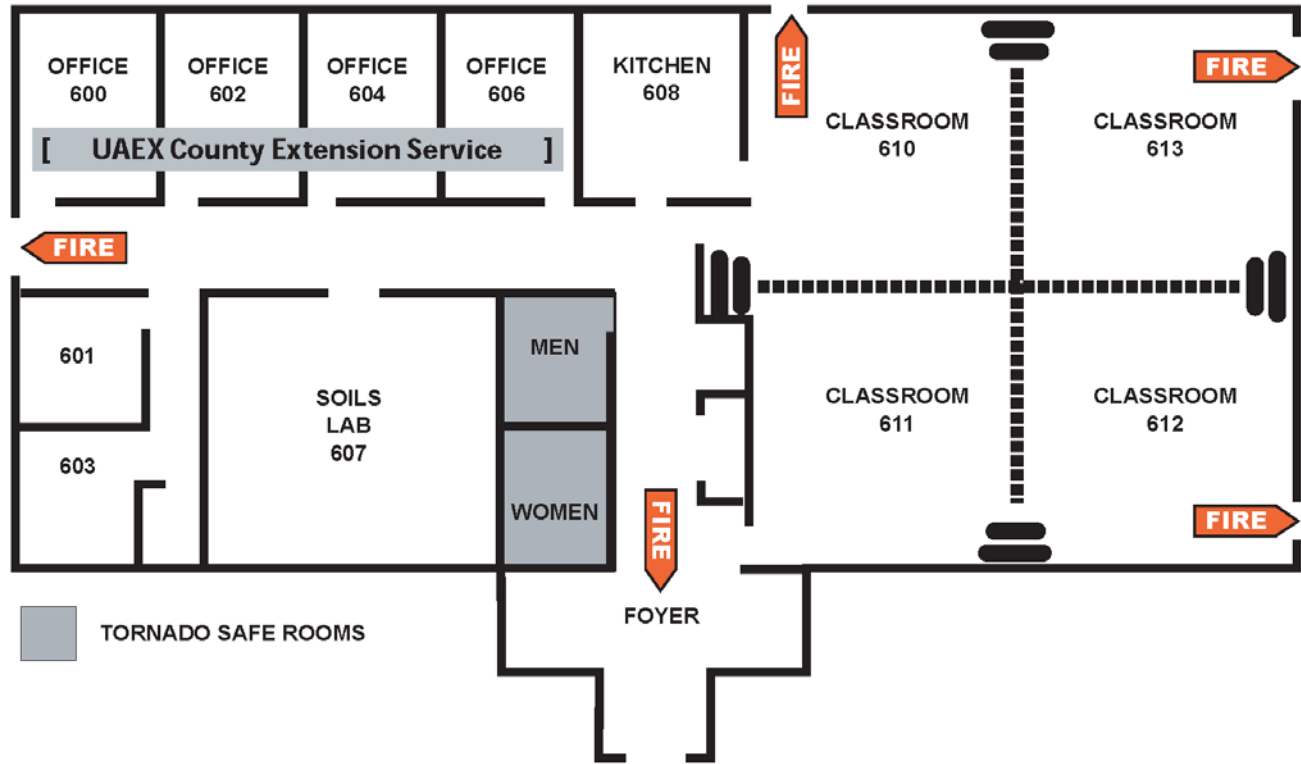 OFFICE
600
OFFICE
602
OFFICE
604
OFFICE
606
KITCHEN
608
[ UAEX County Extension Service ]
FIRE
CLASSROOM
610
CLASSROOM
613
FIRE
FIRE
601
603
SOILS
LAB
607
MEN
WOMEN
FIRE
CLASSROOM
611
CLASSROOM
612
FIRE
FOYER
TORNADO SAFE ROOMS